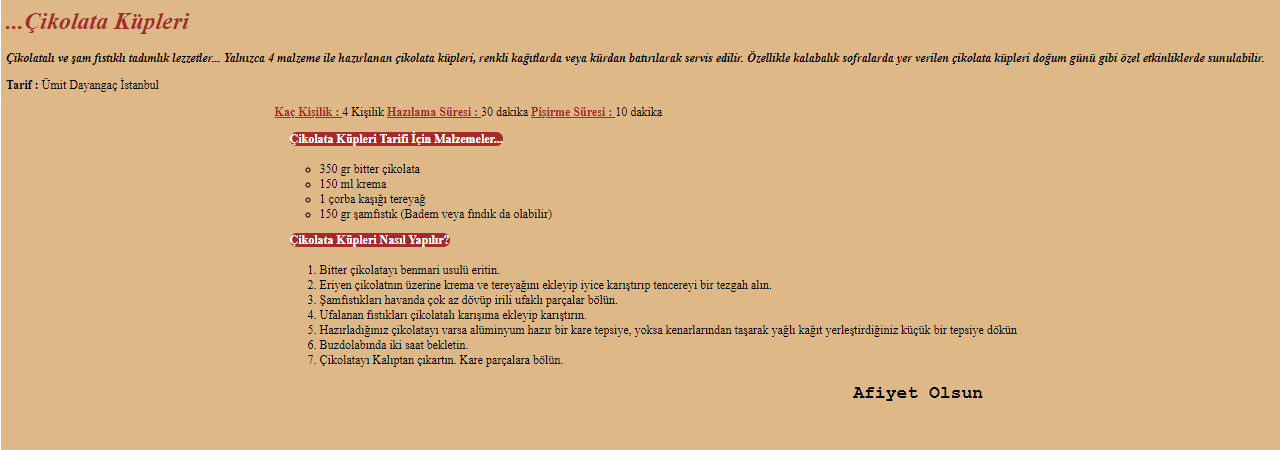 ...Çikolata Küpleri
Çikolatalı ve şam fıstıklı tadımlık lezzetler... Yalnızca 4 malzeme ile hazırlanan çikolata küpleri, renkli kağıtlarda veya kürdan batırılarak servis edilir. Özellikle kalabalık sofralarda yer verilen çikolata küpleri doğum günü gibi özel etkinliklerde sunulabilir.
Tarif : Ümit Dayangaç İstanbul
Kaç Kişilik : 4 Kişilik Hazılama Süresi : 30 dakika Pişirme Süresi : 10 dakika
Çikolata Küpleri Tarifi İçin Malzemeler...
350 gr bitter çikolata
150 ml krema
1 çorba kaşığı tereyağ
150 gr şamfıstık (Badem veya fındık da olabilir)
Çikolata Küpleri Nasıl Yapılır?
1. Bitter çikolatayı benmari usulü eritin.
2. Eriyen çikolatnın üzerine krema ve tereyağını ekleyip iyice karıştırıp tencereyi bir tezgah alın.
3. Şamfıstıkları havanda çok az dövüp irili ufaklı parçalar bölün.
4. Ufalanan fıstıkları çikolatalı karışıma ekleyip karıştırın.
5. Hazırladığınız çikolatayı varsa alüminyum hazır bir kare tepsiye, yoksa kenarlarından taşarak yağlı kağıt yerleştirdiğiniz küçük bir tepsiye dökün
6. Buzdolabında iki saat bekletin.
7. Çikolatayı Kalıptan çıkartın. Kare parçalara bölün.
Afiyet Olsun